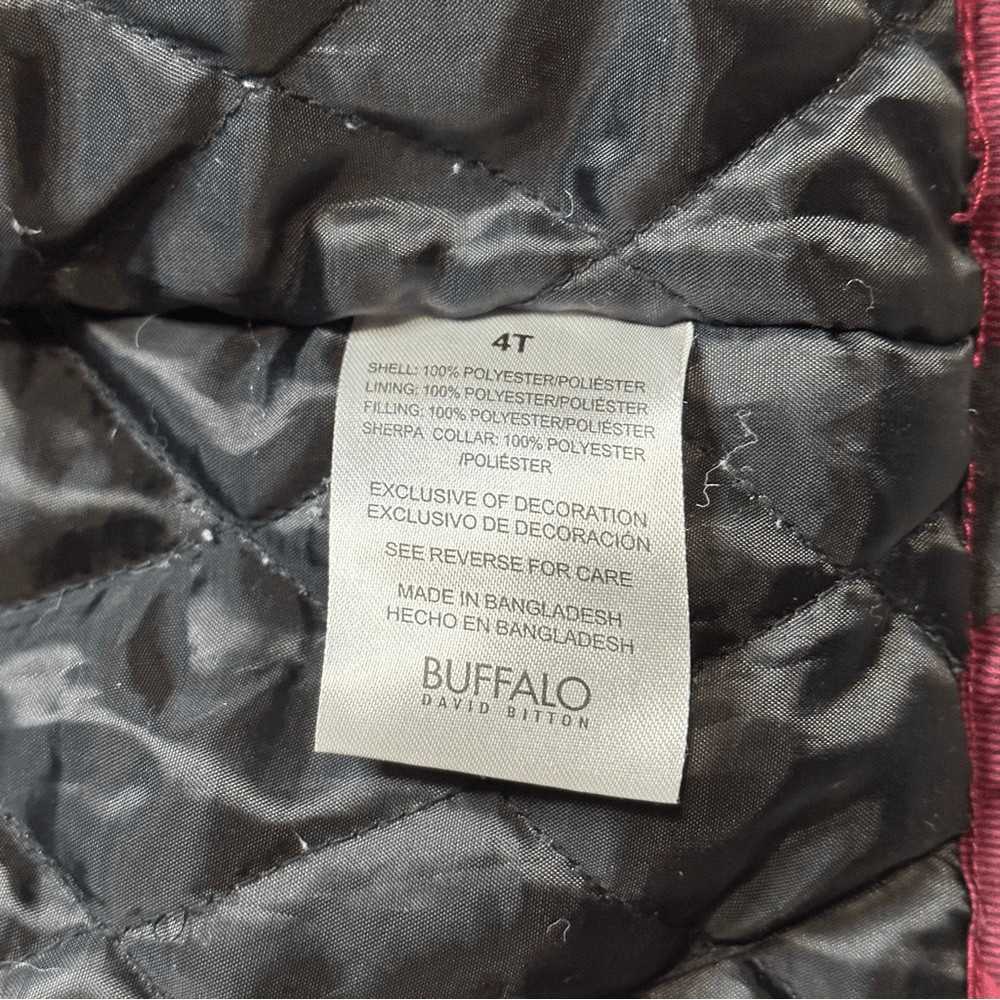 4T
SHELL: 100% POLYESTER/POLIÉSTER
LINING: 100% POLYESTER/POLIÉSTER
FILLING: 100% POLYESTER/POLIÉSTER
SHERPA COLLAR: 100% POLYESTER
/POLIÉSTER
EXCLUSIVE OF DECORATION
EXCLUSIVO DE DECORACIÓN
SEE REVERSE FOR CARE
MADE IN BANGLADESH
HECHO EN BANGLADESH
BUFFALO
DAVID BITTON